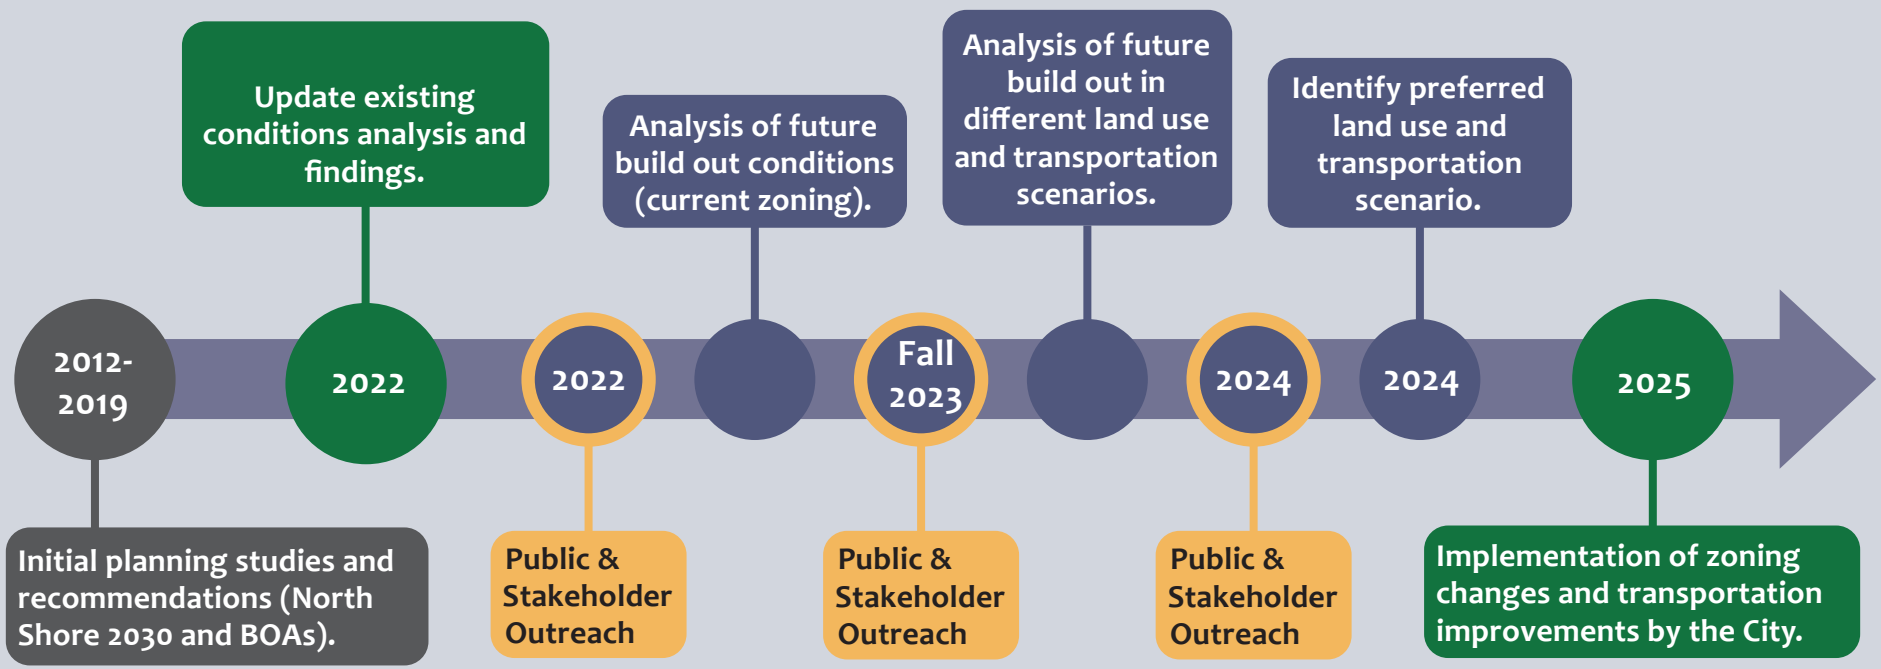 Update existing
conditions analysis and
findings.
Analysis of future
build out conditions
(current zoning).
Analysis of future
build out in
different land use
and transportation
scenarios.
Identify preferred
land use and
transportation
scenario.
2012-
2019
2022
2022
Fall
2023
2024
2024
2025
Initial planning studies and
recommendations (North
Shore 2030 and BOAs).
Public &
Stakeholder
Outreach
Public &
Stakeholder
Outreach
Public &
Stakeholder
Outreach
Implementation of zoning
changes and transportation
improvements by the City.